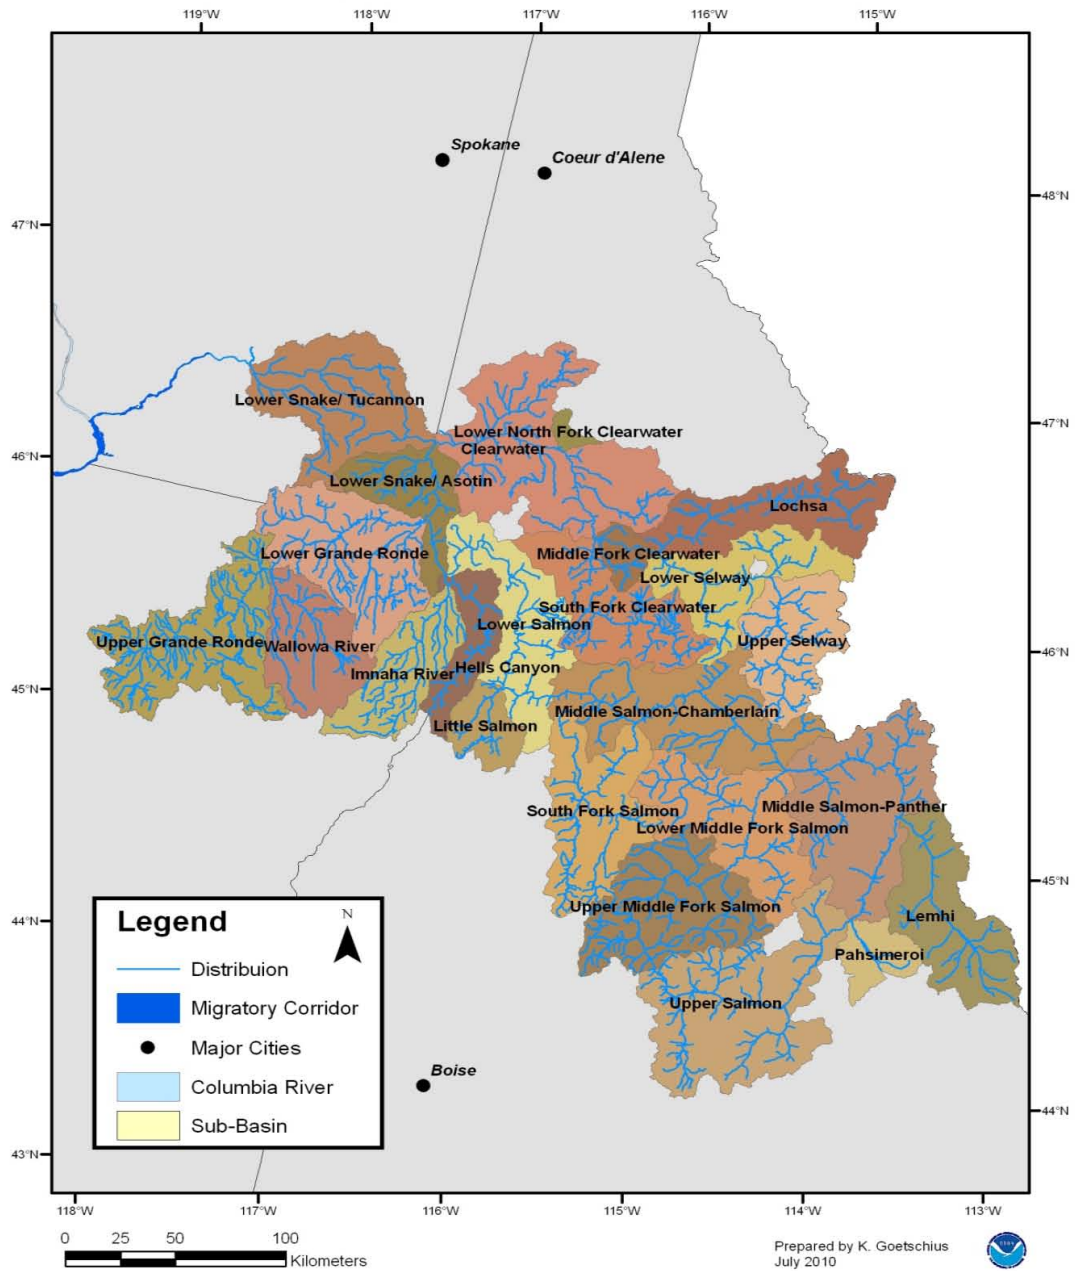 119°W 118°W 117°W 116°W 115°W
Spokane
Coeur d'Alene
48°N
47°N
Lower Snake/ Tucannon
47°N
Lower North Fork Clearwater
Clearwater
46°N
Lower Snake/ Asotin
Lochsa
Lower Grande Ronde
Middle Fork Clearwater
Lower Selway
South Fork Clearwater
Lower Salmon
Upper Grande Ronde
Wallowa River
Upper Selway
46°N
Hells Canyon
Imnaha River
45°N
Middle Salmon-Chamberlain
Little Salmon
Middle Salmon-Panther
South Fork Salmon
Lower Middle Fork Salmon
45°N
Upper Middle Fork Salmon
Lemhi
44°N
Pahsimeroi
Upper Salmon
Legend
N
Distribuion
Migratory Corridor
Major Cities
Columbia River
Sub-Basin
Boise
44°N
43°N
118°W 117°W 116°W 115°W 114°W 113°W
0 25 50 100
Kilometers
Prepared by K. Goetschius
July 2010